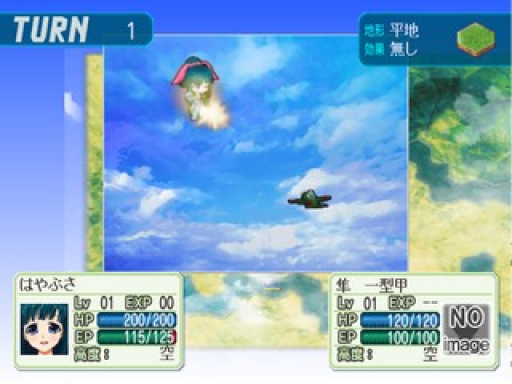 TURN 1
地形 平地
効果 無し
はやぶさ
Lv 01 EXP 00
HP 200/200
EP 115/125
高度: 空
隼 一型甲
Lv 01 EXP --
HP 120/120
EP 100/100
高度: 空
NO
image